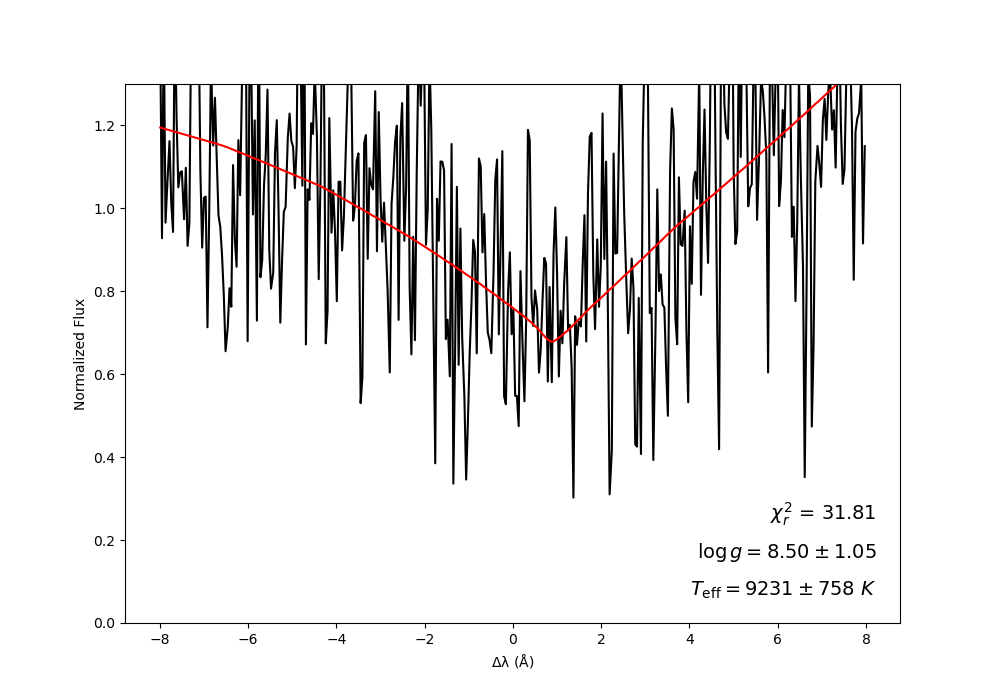 1.2
1.0
0.8
0.6
0.4
0.2
0.0
Normalized Flux
χ²ᵣ = 31.81
log g = 8.50 ± 1.05
T_eff = 9231 ± 758 K
−8 −6 −4 −2 0 2 4 6 8
Δλ (Å)